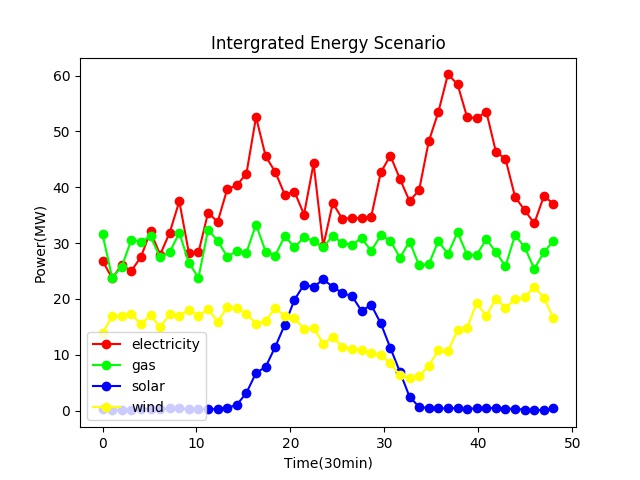 Intergrated Energy Scenario
Power(MW)
60
50
40
30
20
10
0
electricity
gas
solar
wind
0 10 20 30 40 50
Time(30min)